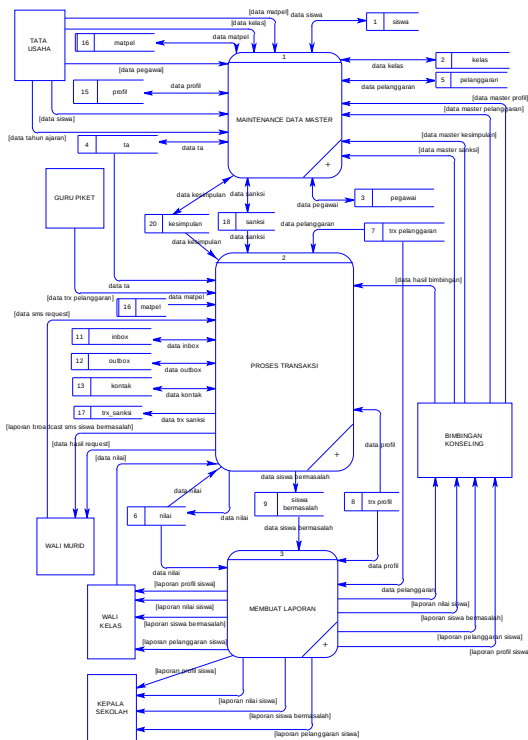 [data matpel]
[data kelas]
data matpel
data siswa
1 siswa
TATA
USAHA
16 matpel
1
2 kelas
data kelas
5 pelanggaran
data pelanggaran
[data pegawai]
data profil
15 profil
[data master profil]
[data master pelanggaran]
[data siswa]
MAINTENANCE DATA MASTER
[data tahun ajaran]
[data master kesimpulan]
4 ta
data ta
[data master sanksi]
+
GURU PIKET
data kesimpulan
data sanksi
3 pegawai
data pegawai
20 kesimpulan
18 sanksi
data pelanggaran
7 trx pelanggaran
data kesimpulan
data sanksi
2
[data hasil bimbingan]
data ta
[data trx pelanggaran]
data matpel
16 matpel
[data sms request]
11 inbox
data inbox
12 outbox
data outbox
PROSES TRANSAKSI
13 kontak
data kontak
17 trx_sanksi
data trx sanksi
[laporan broadcast sms siswa bermasalah]
[data hasil request]
[data nilai]
BIMBINGAN
KONSELING
data profil
+
data siswa bermasalah
data nilai
9 siswa
bermasalah
8 trx profil
6 nilai
data nilai
data siswa bermasalah
WALI MURID
3
data profil
data nilai
[laporan profil siswa]
data pelanggaran
WALI
KELAS
[laporan nilai siswa]
MEMBUAT LAPORAN
[laporan nilai siswa]
[laporan siswa bermasalah]
[laporan siswa bermasalah]
[laporan pelanggaran siswa]
[laporan pelanggaran siswa]
+
[laporan profil siswa]
[laporan profil siswa]
KEPALA
SEKOLAH
[laporan nilai siswa]
[laporan siswa bermasalah]
[laporan pelanggaran siswa]